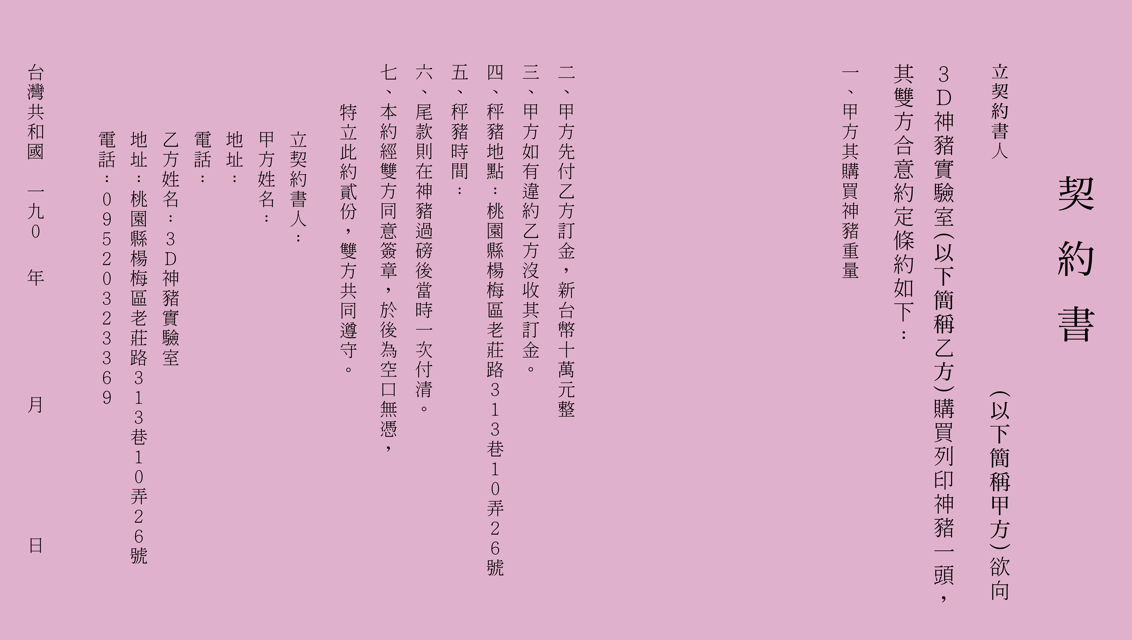 契約書
立契約書人　　　(以下簡稱甲方)欲向
3D神豬實驗室(以下簡稱乙方)購買列印神豬一頭，
其雙方合意約定條約如下：
一、甲方其購買神豬重量
二、甲方先付乙方訂金，新台幣十萬元整
三、甲方如有違約乙方沒收其訂金。
四、秤豬地點：桃園縣楊梅區老莊路313巷10弄26號
五、秤豬時間：
六、尾款則在神豬過磅後當時一次付清。
七、本約經雙方同意簽章，於後為空口無憑，
特立此約貳份，雙方共同遵守。
立契約書人：
甲方姓名：
地址：
電話：
乙方姓名：3D神豬實驗室
地址：桃園縣楊梅區老莊路313巷10弄26號
電話：09520323369
台灣共和國　一九0　年　　月　　日